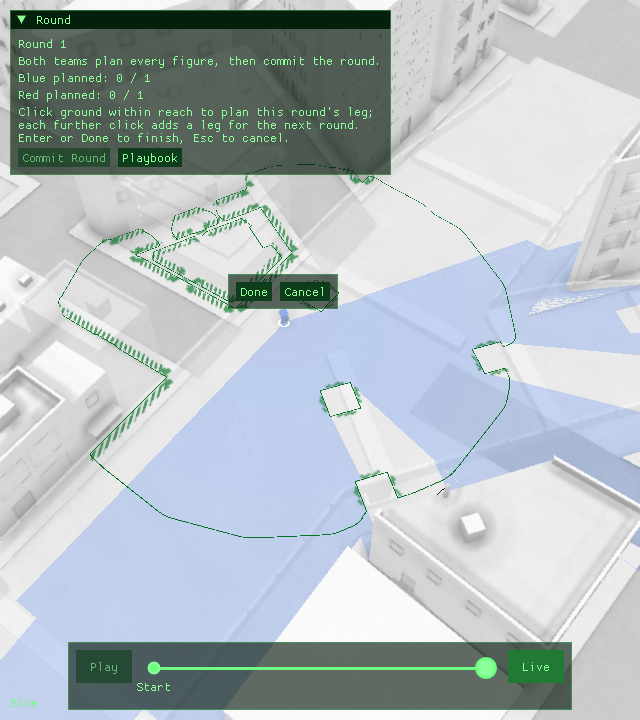 Round
Round 1
Both teams plan every figure, then commit the round.
Blue planned: 0 / 1
Red planned: 0 / 1
Click ground within reach to plan this round's leg;
each further click adds a leg for the next round.
Enter or Done to finish, Esc to cancel.
Commit Round Playbook
Done Cancel
Play Live
Start
Blue